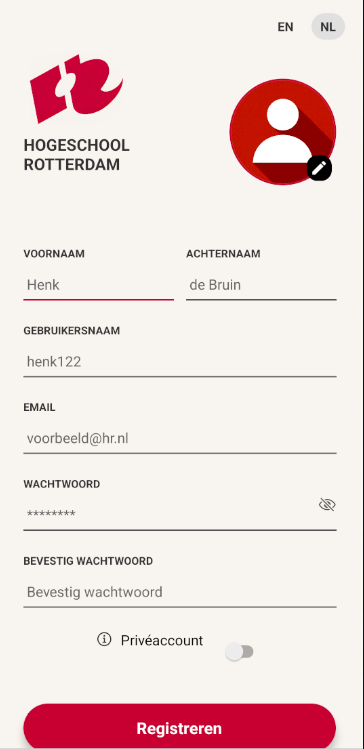 EN NL
HOGESCHOOL
ROTTERDAM
VOORNAAM ACHTERNAAM
Henk de Bruin
GEBRUIKERSNAAM
henk122
EMAIL
voorbeeld@hr.nl
WACHTWOORD
********
BEVESTIG WACHTWOORD
Bevestig wachtwoord
Privéaccount
Registreren